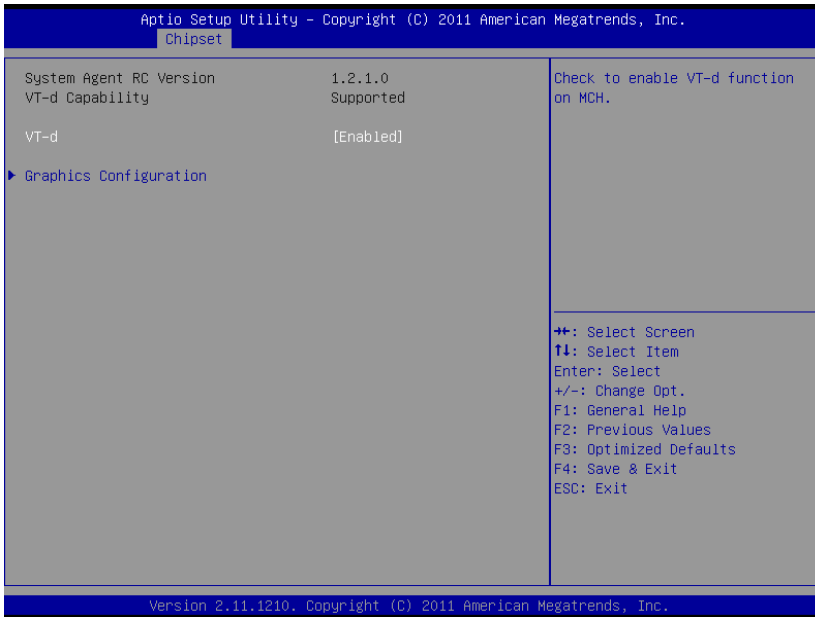 Aptio Setup Utility – Copyright (C) 2011 American Megatrends, Inc.
Chipset
System Agent RC Version 1.2.1.0
VT-d Capability Supported
VT-d [Enabled]
Graphics Configuration
Check to enable VT-d function
on MCH.
→←: Select Screen
↑↓: Select Item
Enter: Select
+/-: Change Opt.
F1: General Help
F2: Previous Values
F3: Optimized Defaults
F4: Save & Exit
ESC: Exit
Version 2.11.1210. Copyright (C) 2011 American Megatrends, Inc.